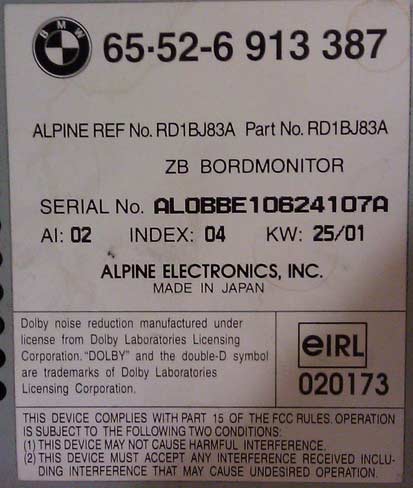 BMW
65·52-6 913 387
ALPINE REF No. RD1BJ83A Part No. RD1BJ83A
ZB BORDMONITOR
SERIAL No. AL0BBE10624107A
AI: 02 INDEX: 04 KW: 25/01
ALPINE ELECTRONICS, INC.
MADE IN JAPAN
Dolby noise reduction manufactured under
license from Dolby Laboratories Licensing
Corporation. "DOLBY" and the double-D symbol
are trademarks of Dolby Laboratories
Licensing Corporation.
eIRL
020173
THIS DEVICE COMPLIES WITH PART 15 OF THE FCC RULES. OPERATION
IS SUBJECT TO THE FOLLOWING TWO CONDITIONS:
(1) THIS DEVICE MAY NOT CAUSE HARMFUL INTERFERENCE.
(2) THIS DEVICE MUST ACCEPT ANY INTERFERENCE RECEIVED INCLU-
DING INTERFERENCE THAT MAY CAUSE UNDESIRED OPERATION.